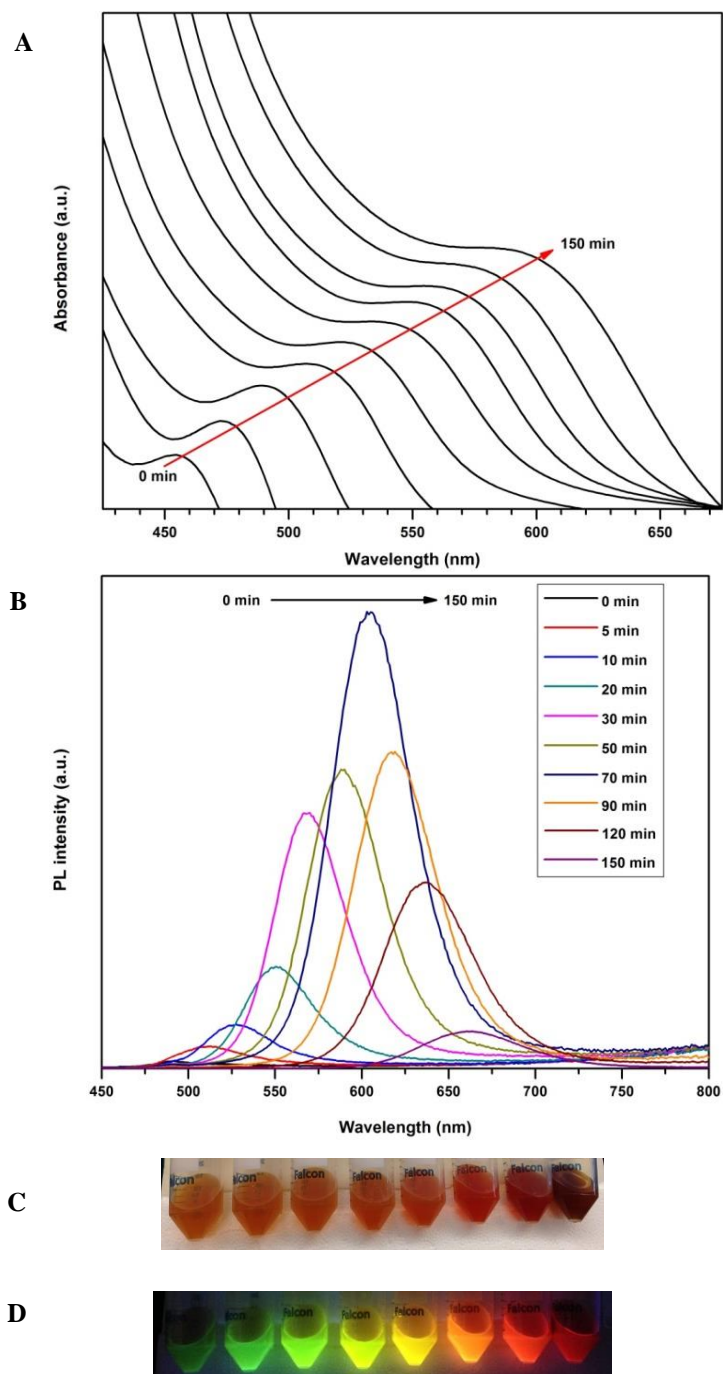 A
Absorbance (a.u.)
150 min
0 min
450 500 550 600 650
Wavelength (nm)
B
PL intensity (a.u.)
0 min 150 min
0 min
5 min
10 min
20 min
30 min
50 min
70 min
90 min
120 min
150 min
450 500 550 600 650 700 750 800
Wavelength (nm)
C
alcon Falcon Falcon Falcon Falcon Falcon Falcon Falcon
D
Falcon Falcon Falcon Falcon Falcon